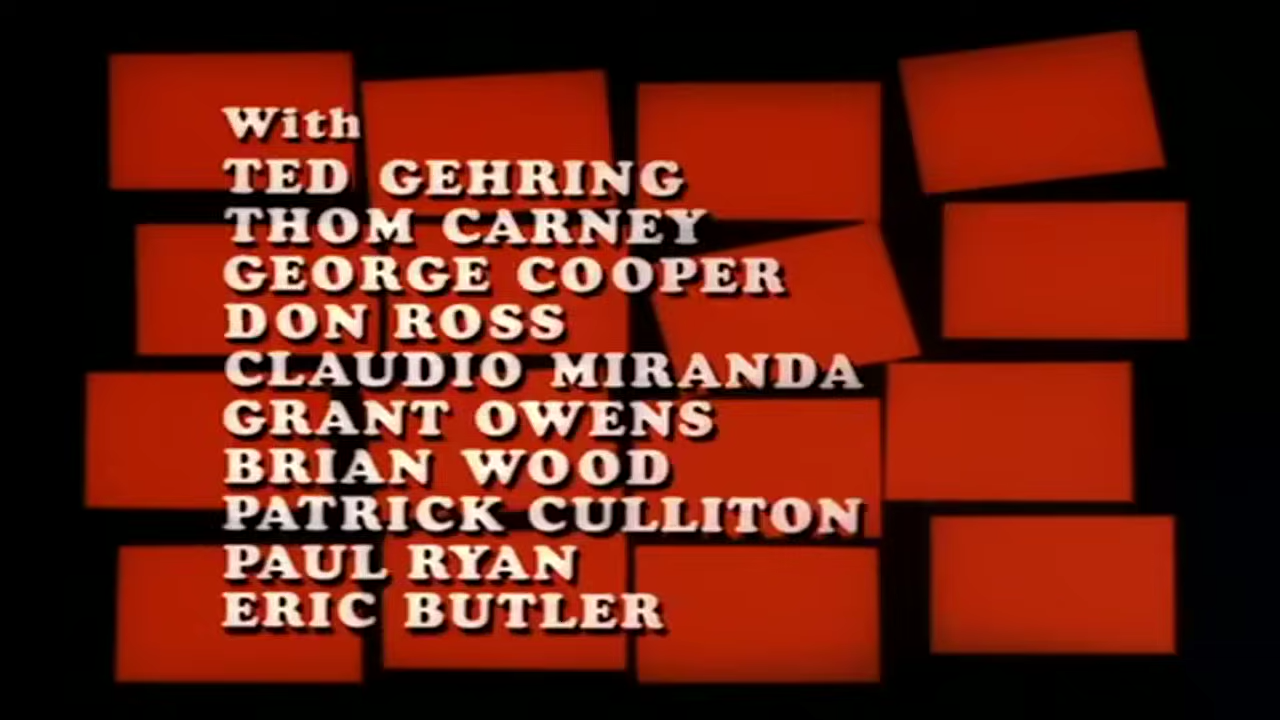 With
TED GEHRING
THOM CARNEY
GEORGE COOPER
DON ROSS
CLAUDIO MIRANDA
GRANT OWENS
BRIAN WOOD
PATRICK CULLITON
PAUL RYAN
ERIC BUTLER